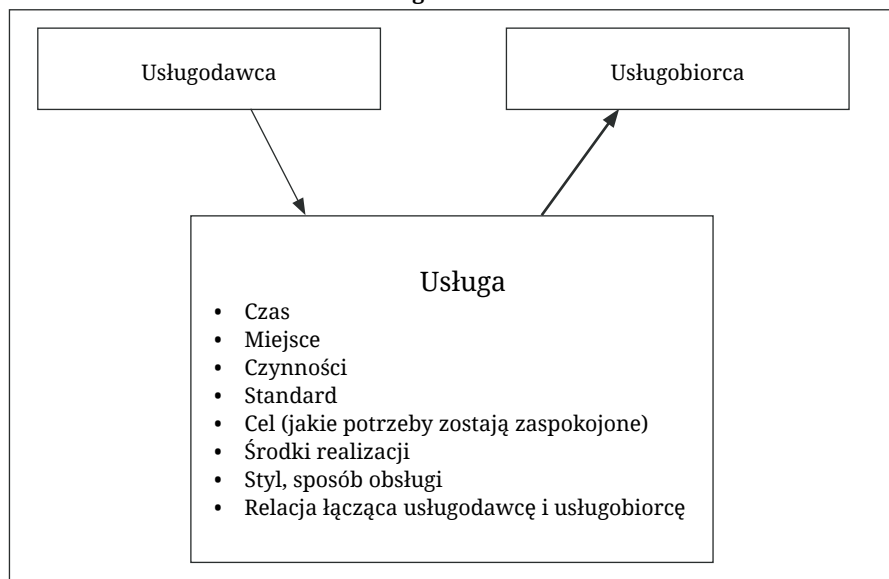 Usługodawca
Usługobiorca
Usługa
• Czas
• Miejsce
• Czynności
• Standard
• Cel (jakie potrzeby zostają zaspokojone)
• Środki realizacji
• Styl, sposób obsługi
• Relacja łącząca usługodawcę i usługobiorcę